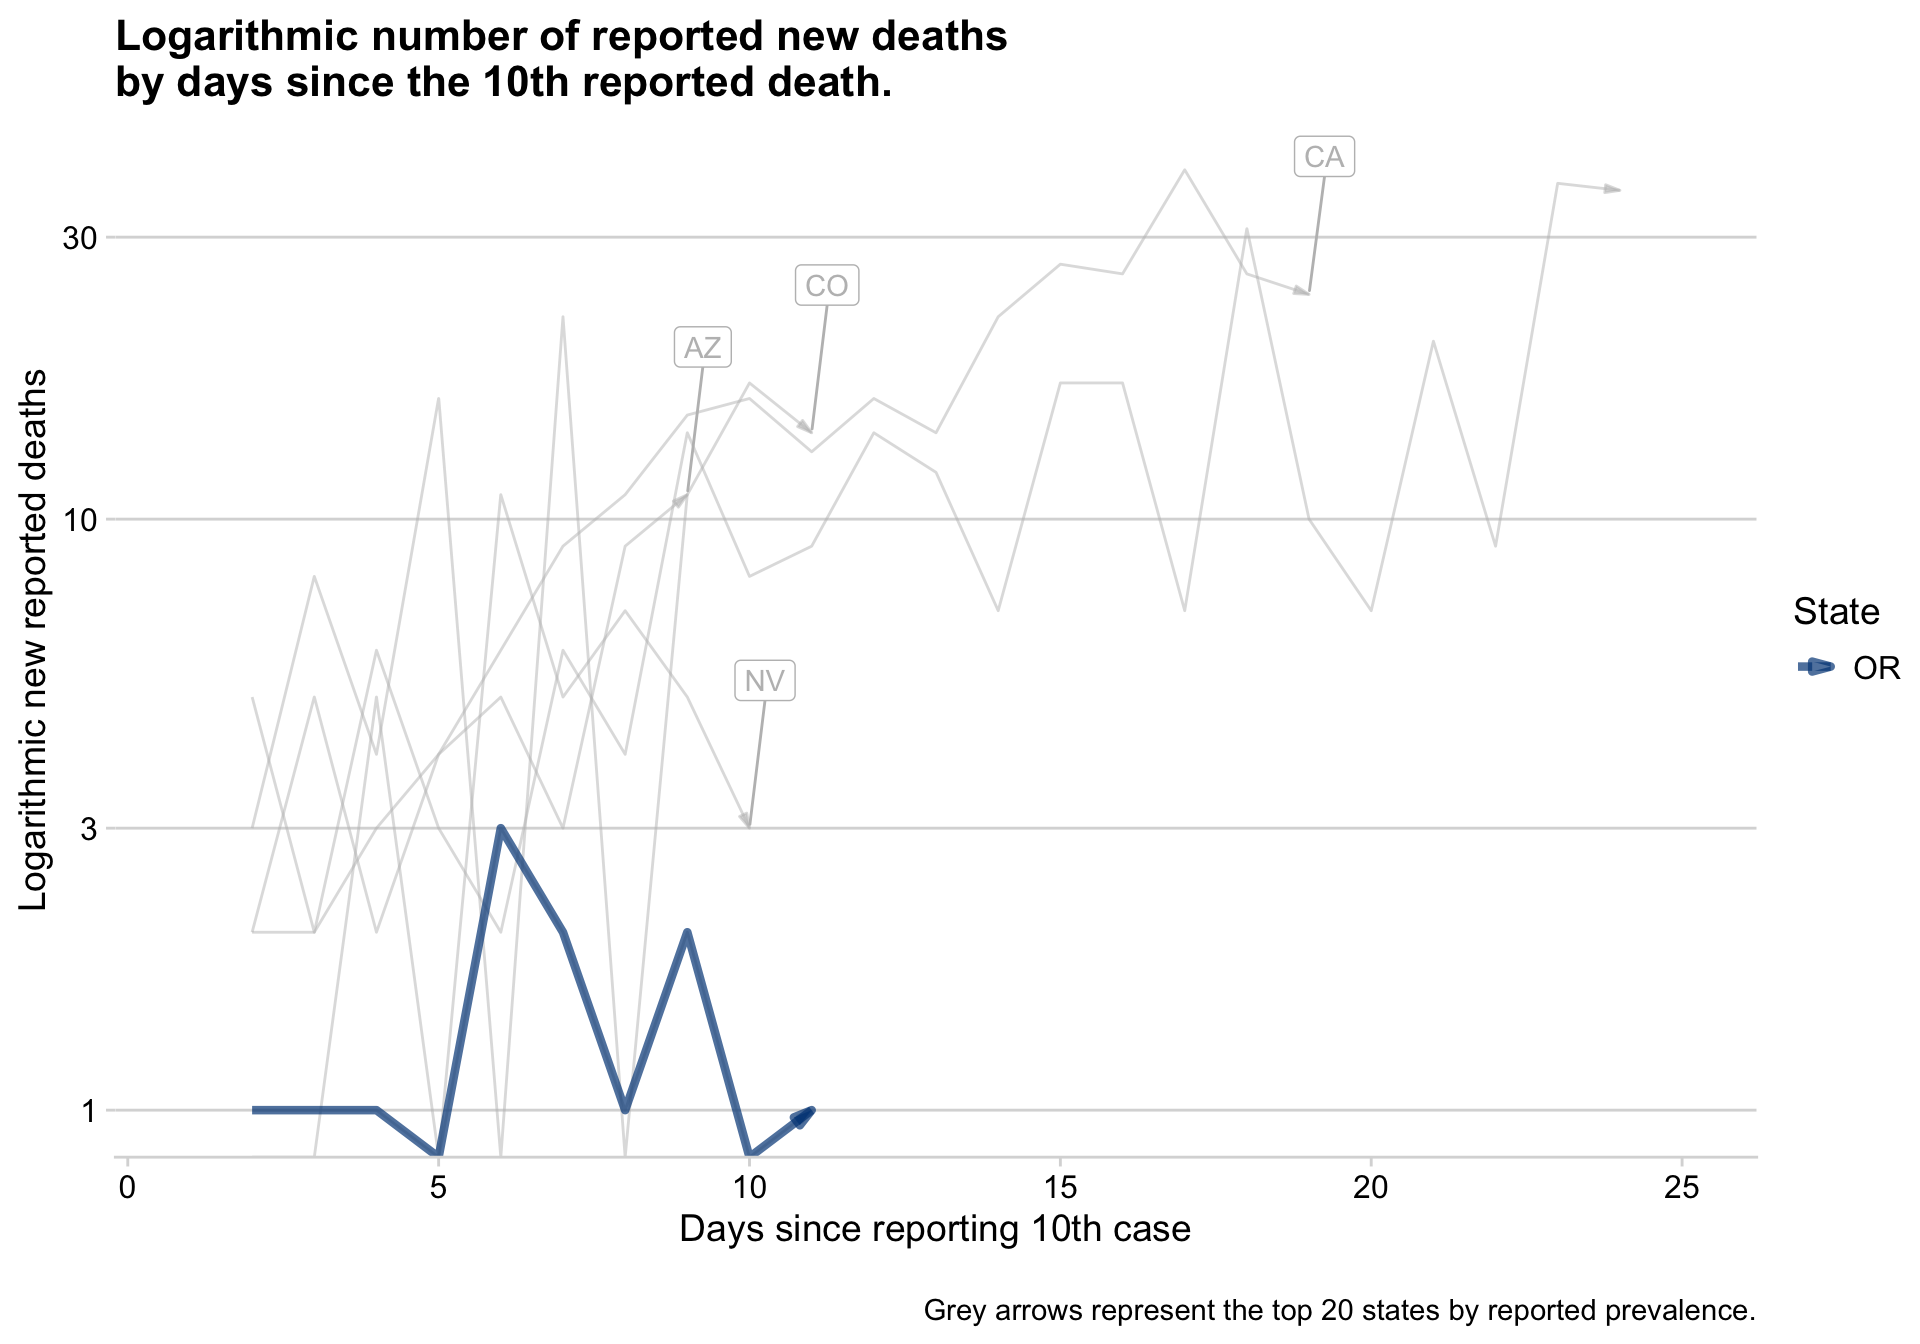 Logarithmic number of reported new deaths
by days since the 10th reported death.
CA
30
CO
AZ
Logarithmic new reported deaths
10
State
OR
NV
3
1
0 5 10 15 20 25
Days since reporting 10th case
Grey arrows represent the top 20 states by reported prevalence.